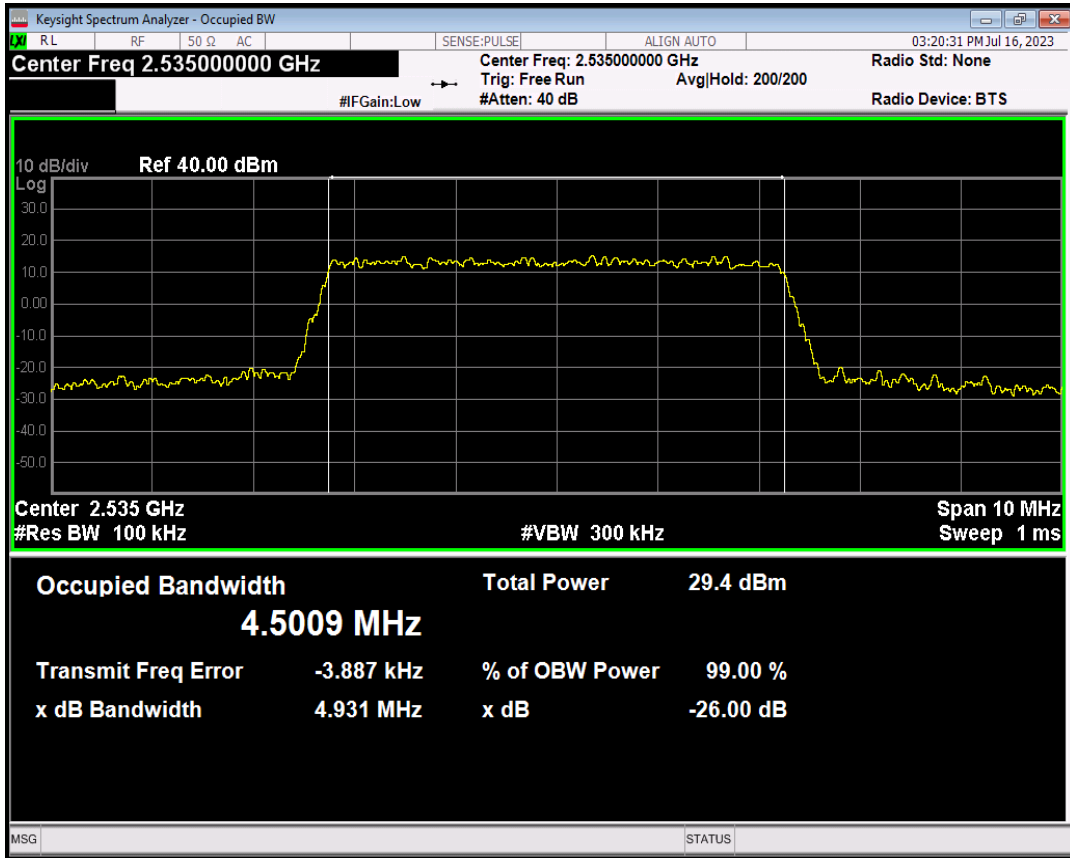 Keysight Spectrum Analyzer - Occupied BW
LXI RL RF 50 Ω AC SENSE:PULSE ALIGN AUTO 03:20:31 PM Jul 16, 2023
Center Freq 2.535000000 GHz Center Freq: 2.535000000 GHz Radio Std: None
Trig: Free Run Avg|Hold: 200/200
#IFGain:Low #Atten: 40 dB Radio Device: BTS
10 dB/div Ref 40.00 dBm
Log
30.0
20.0
10.0
0.00
-10.0
-20.0
-30.0
-40.0
-50.0
Center 2.535 GHz Span 10 MHz
#Res BW 100 kHz #VBW 300 kHz Sweep 1 ms
Occupied Bandwidth Total Power 29.4 dBm
4.5009 MHz
Transmit Freq Error -3.887 kHz % of OBW Power 99.00 %
x dB Bandwidth 4.931 MHz x dB -26.00 dB
MSG STATUS